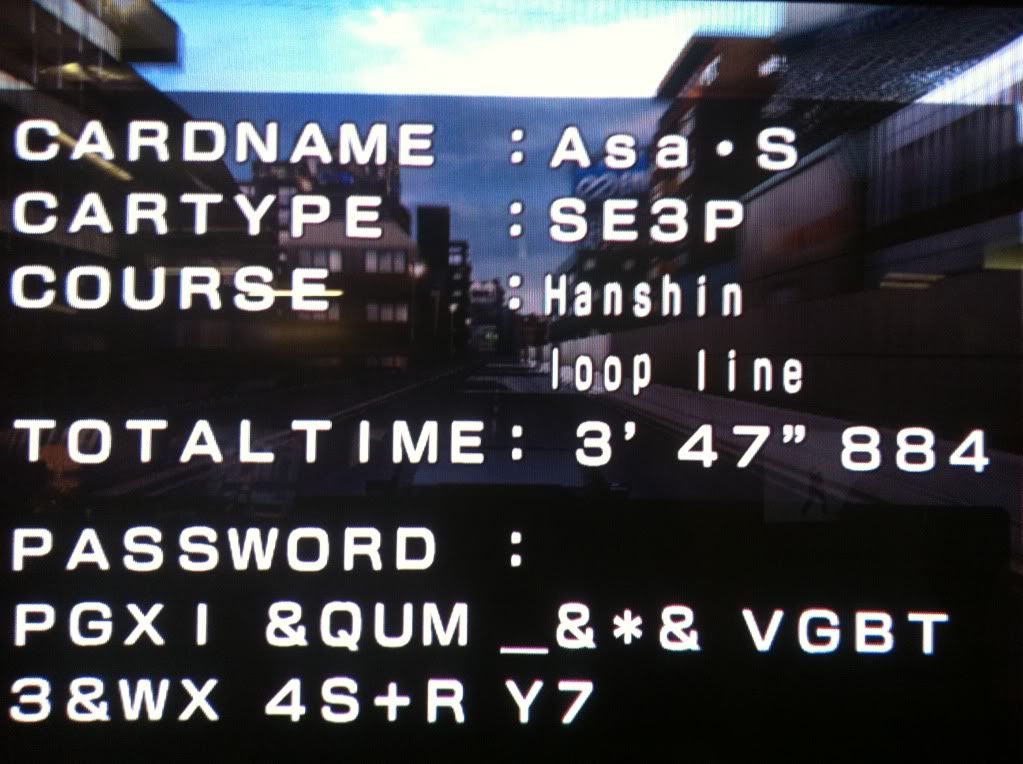 CARDNAME :Asa・S
CARTYPE :SE3P
COURSE :Hanshin
loop line
TOTALTIME: 3' 47" 884
PASSWORD :
PGXI &QUM _&*& VGBT
3&WX 4S+R Y7